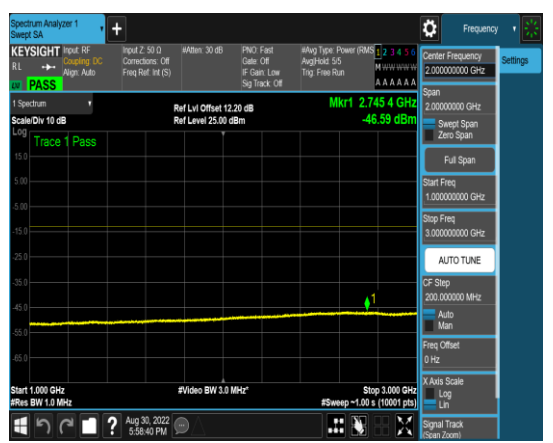 Spectrum Analyzer 1
Swept SA
+
Frequency
KEYSIGHT
RL
PASS
Input: RF
Coupling: DC
Align: Auto
Input Z: 50 Ω
Corrections: Off
Freq Ref: Int (S)
#Atten: 30 dB
PNO: Fast
Gate: Off
IF Gain: Low
Sig Track: Off
#Avg Type: Power (RMS
Avg|Hold: 5/5
Trig: Free Run
1 2 3 4 5 6
M W W W W W
A A A A A A
1 Spectrum
Scale/Div 10 dB
Ref Lvl Offset 12.20 dB
Ref Level 25.00 dBm
Mkr1 2.745 4 GHz
-46.59 dBm
Log
Trace 1 Pass
15.0
5.00
-5.00
-15.0
-25.0
-35.0
-45.0
-55.0
-65.0
1
Start 1.000 GHz
#Res BW 1.0 MHz
#Video BW 3.0 MHz*
Stop 3.000 GHz
#Sweep ~1.00 s (10001 pts)
Center Frequency
2.000000000 GHz
Settings
Span
2.00000000 GHz
Swept Span
Zero Span
Full Span
Start Freq
1.000000000 GHz
Stop Freq
3.000000000 GHz
AUTO TUNE
CF Step
200.000000 MHz
Auto
Man
Freq Offset
0 Hz
X Axis Scale
Log
Lin
Signal Track
(Span Zoom)
?
Aug 30, 2022
5:58:40 PM